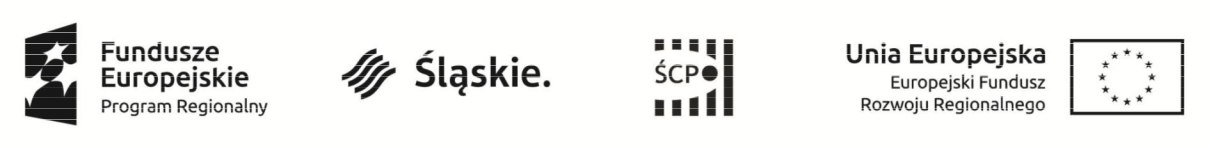 Fundusze
Europejskie
Program Regionalny
Śląskie.
ŚCP
Unia Europejska
Europejski Fundusz
Rozwoju Regionalnego